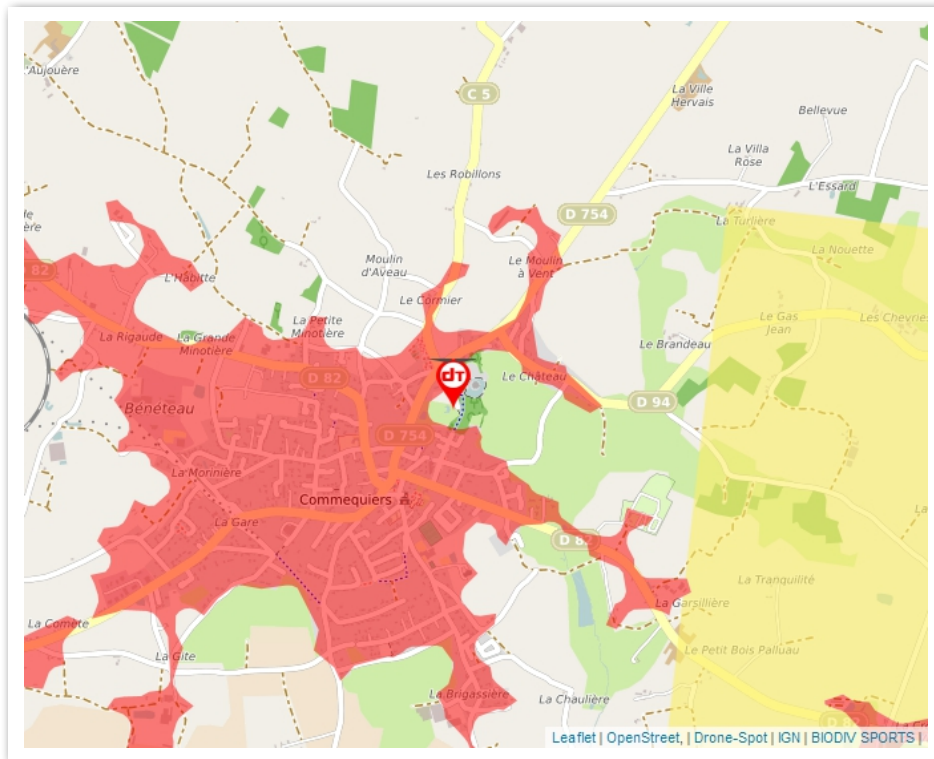 L'Aujouère
La Ville
Hervais
C 5
Bellevue
La Villa
Rose
Les Robillons
L'Essard
D 754
La Turlière
La Nouette
Moulin
d'Aveau
Le Moulin
à Vent
D 82
L'Habitte
Le Cormier
La Petite
Minotière
Le Gas
Jean
Les Chevries
La Rigaude
La Grande
Minotière
Le Brandeau
D 82
dT
Le Château
D 94
Béneteau
D 754
La Morinière
Commequiers
La Gare
D 82
La Tranquilité
La Garsillière
La Comète
La Gite
Le Petit Bois Palluau
La Brigassière
La Chaulière
D 82
Leaflet | OpenStreet, | Drone-Spot | IGN | BIODIV SPORTS |